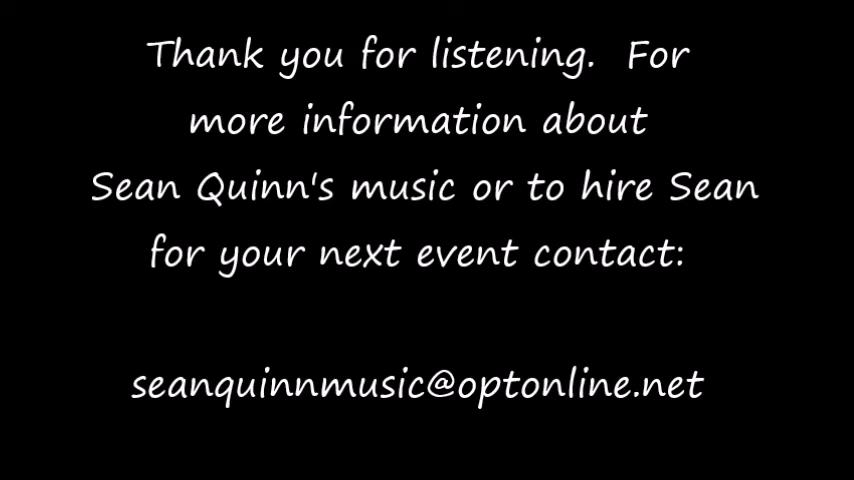 Thank you for listening.  For
more information about
Sean Quinn's music or to hire Sean
for your next event contact:
seanquinnmusic@optonline.net